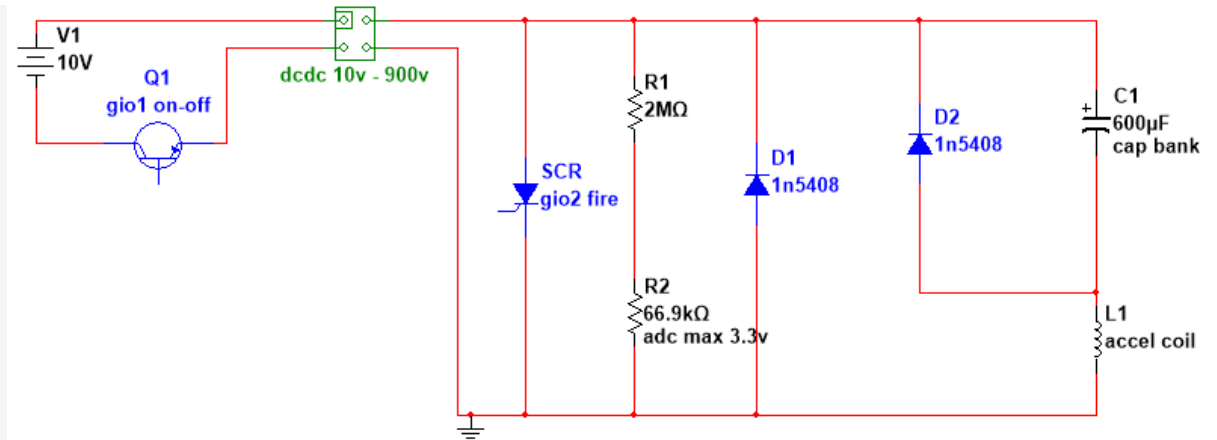 V1
10V
Q1
gio1 on-off
dcdc 10v - 900v
SCR
gio2 fire
R1
2MΩ
R2
66.9kΩ
adc max 3.3v
D1
1n5408
D2
1n5408
+
C1
600µF
cap bank
L1
accel coil